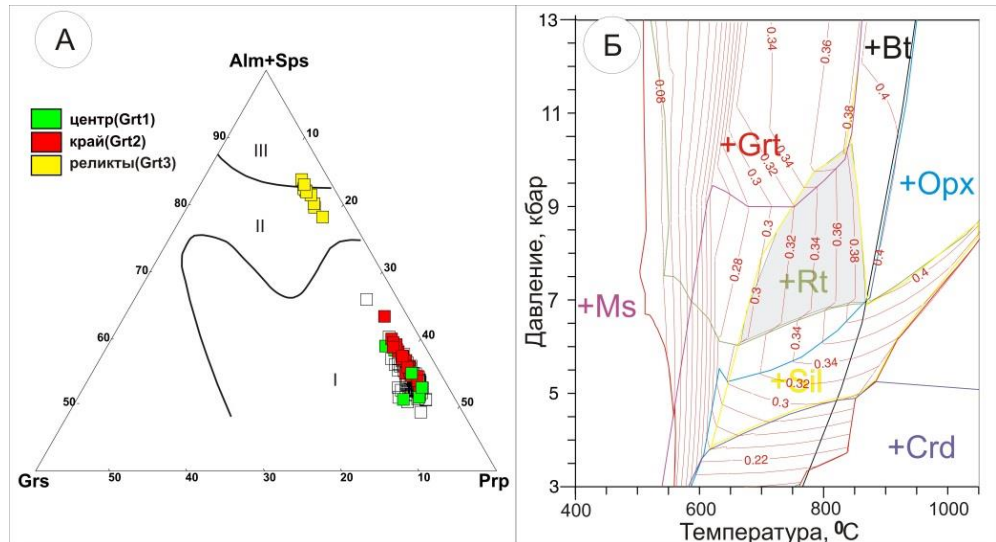 А
Alm+Sps
центр(Grt1)
край(Grt2)
реликты(Grt3)
90
10
III
80
20
II
70
30
60
40
I
50
50
Grs
50
40
30
20
10
Prp
Б
Давление, кбар
13
11
9
7
5
3
400
600
800
1000
Температура, ⁰C
+Bt
+Grt
+Opx
+Rt
+Ms
+Sil
+Crd
0.34
0.36
0.4
0.08
0.38
0.34
0.32
0.3
0.3
0.28
0.32
0.34
0.36
0.38
0.4
0.3
0.4
0.34
0.34
0.32
0.3
0.22